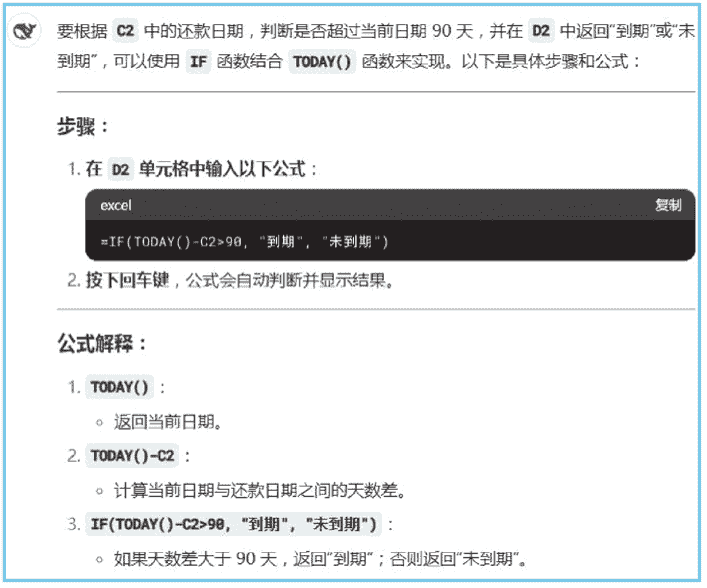 要根据 C2 中的还款日期，判断是否超过当前日期 90 天，并在 D2 中返回“到期”或“未
到期”，可以使用 IF 函数结合 TODAY() 函数来实现。以下是具体步骤和公式：
步骤：
1. 在 D2 单元格中输入以下公式：
excel 复制
=IF(TODAY()-C2>90, "到期", "未到期")
2. 按下回车键，公式会自动判断并显示结果。
公式解释：
1. TODAY()：
◦ 返回当前日期。
2. TODAY()-C2：
◦ 计算当前日期与还款日期之间的天数差。
3. IF(TODAY()-C2>90, "到期", "未到期")：
◦ 如果天数差大于 90 天，返回“到期”；否则返回“未到期”。